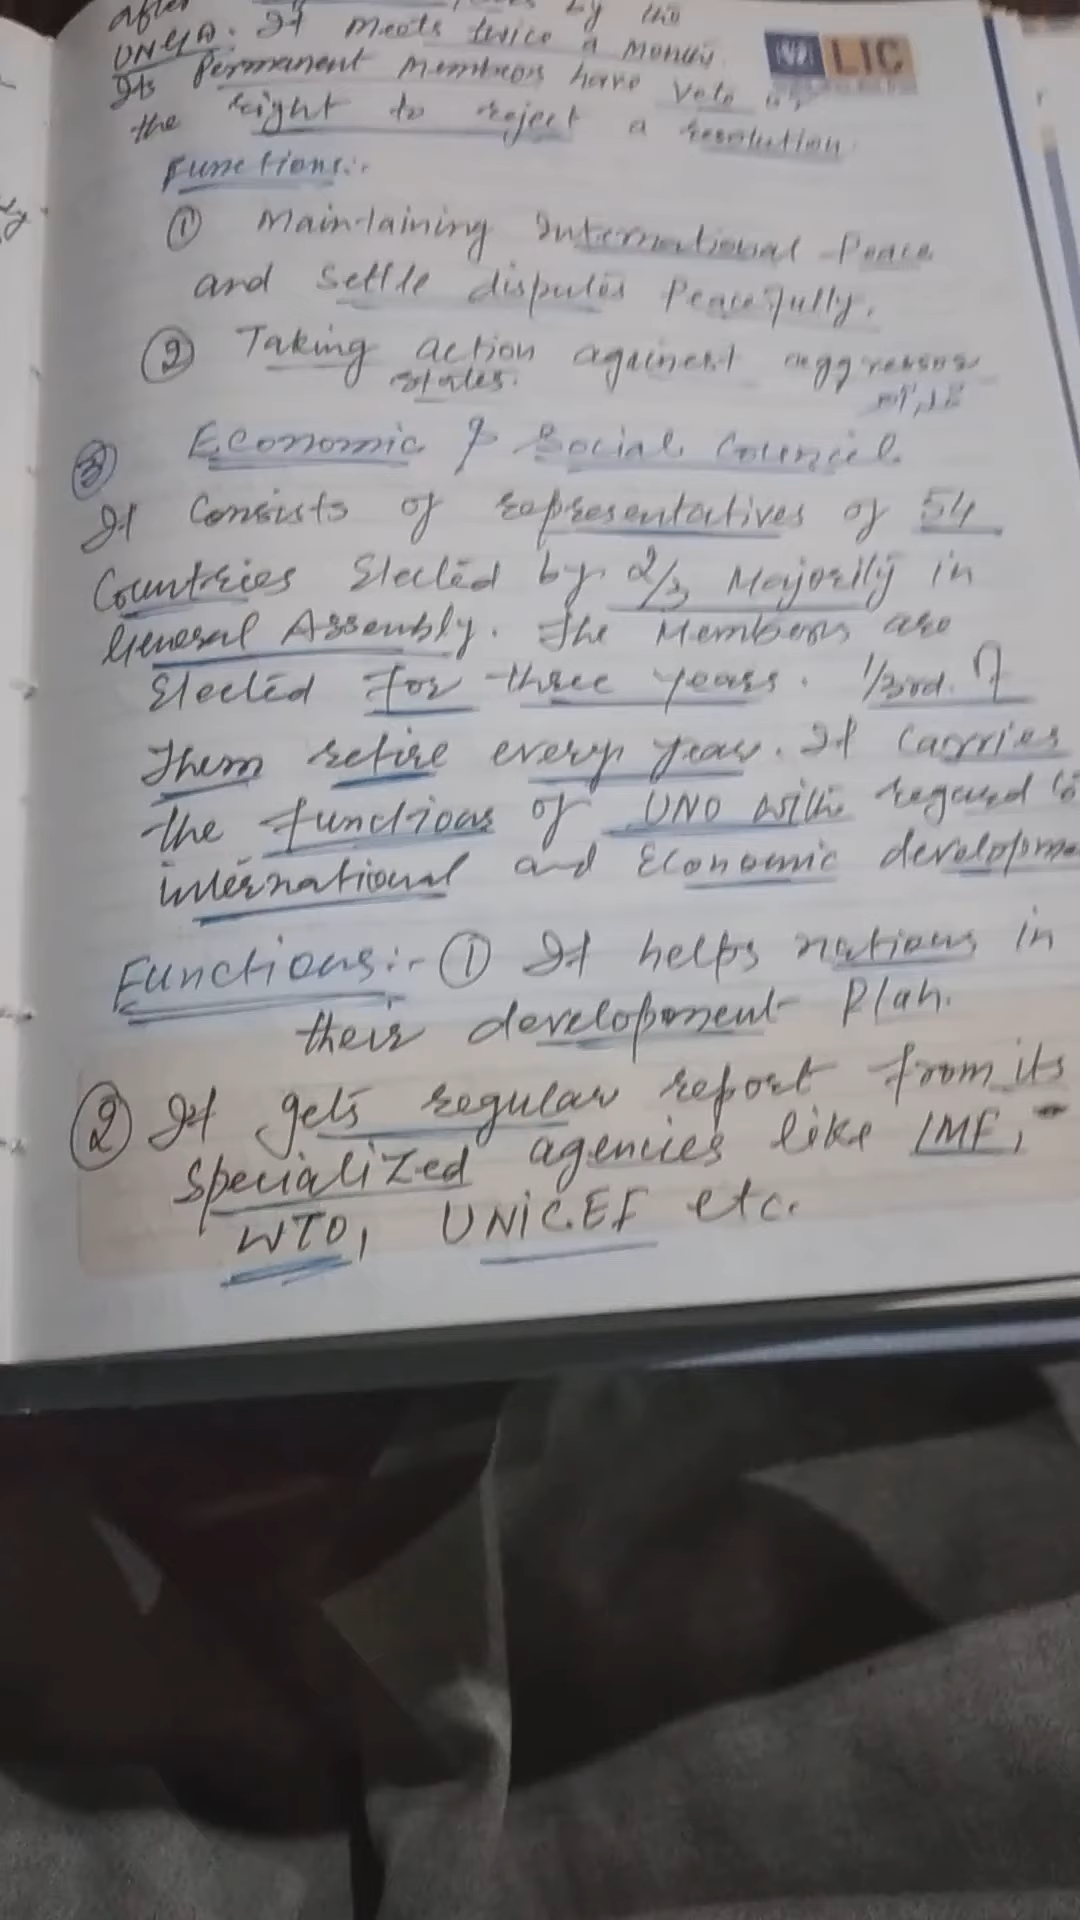 after by the
UNGA. It meets twice a Month.
LIC
Its Permanent Members have Veto or
the right to reject a resolution
Functions:-
① Maintaining International Peace
and Settle disputes Peacefully.
② Taking action against aggressor
states.
③ Economic & Social Council.
It Consists of representatives of 54
Countries Elected by 2/3 Majority in
General Assembly. The Members are
Elected for three years. 1/3rd. of
Them retire every year. It carries
the functions of UNO with regard to
international and Economic developme
Functions:- ① It helps nations in
their development Plan.
② It gets regular report from its
Specialized agencies like IMF,
WTO, UNICEF etc.